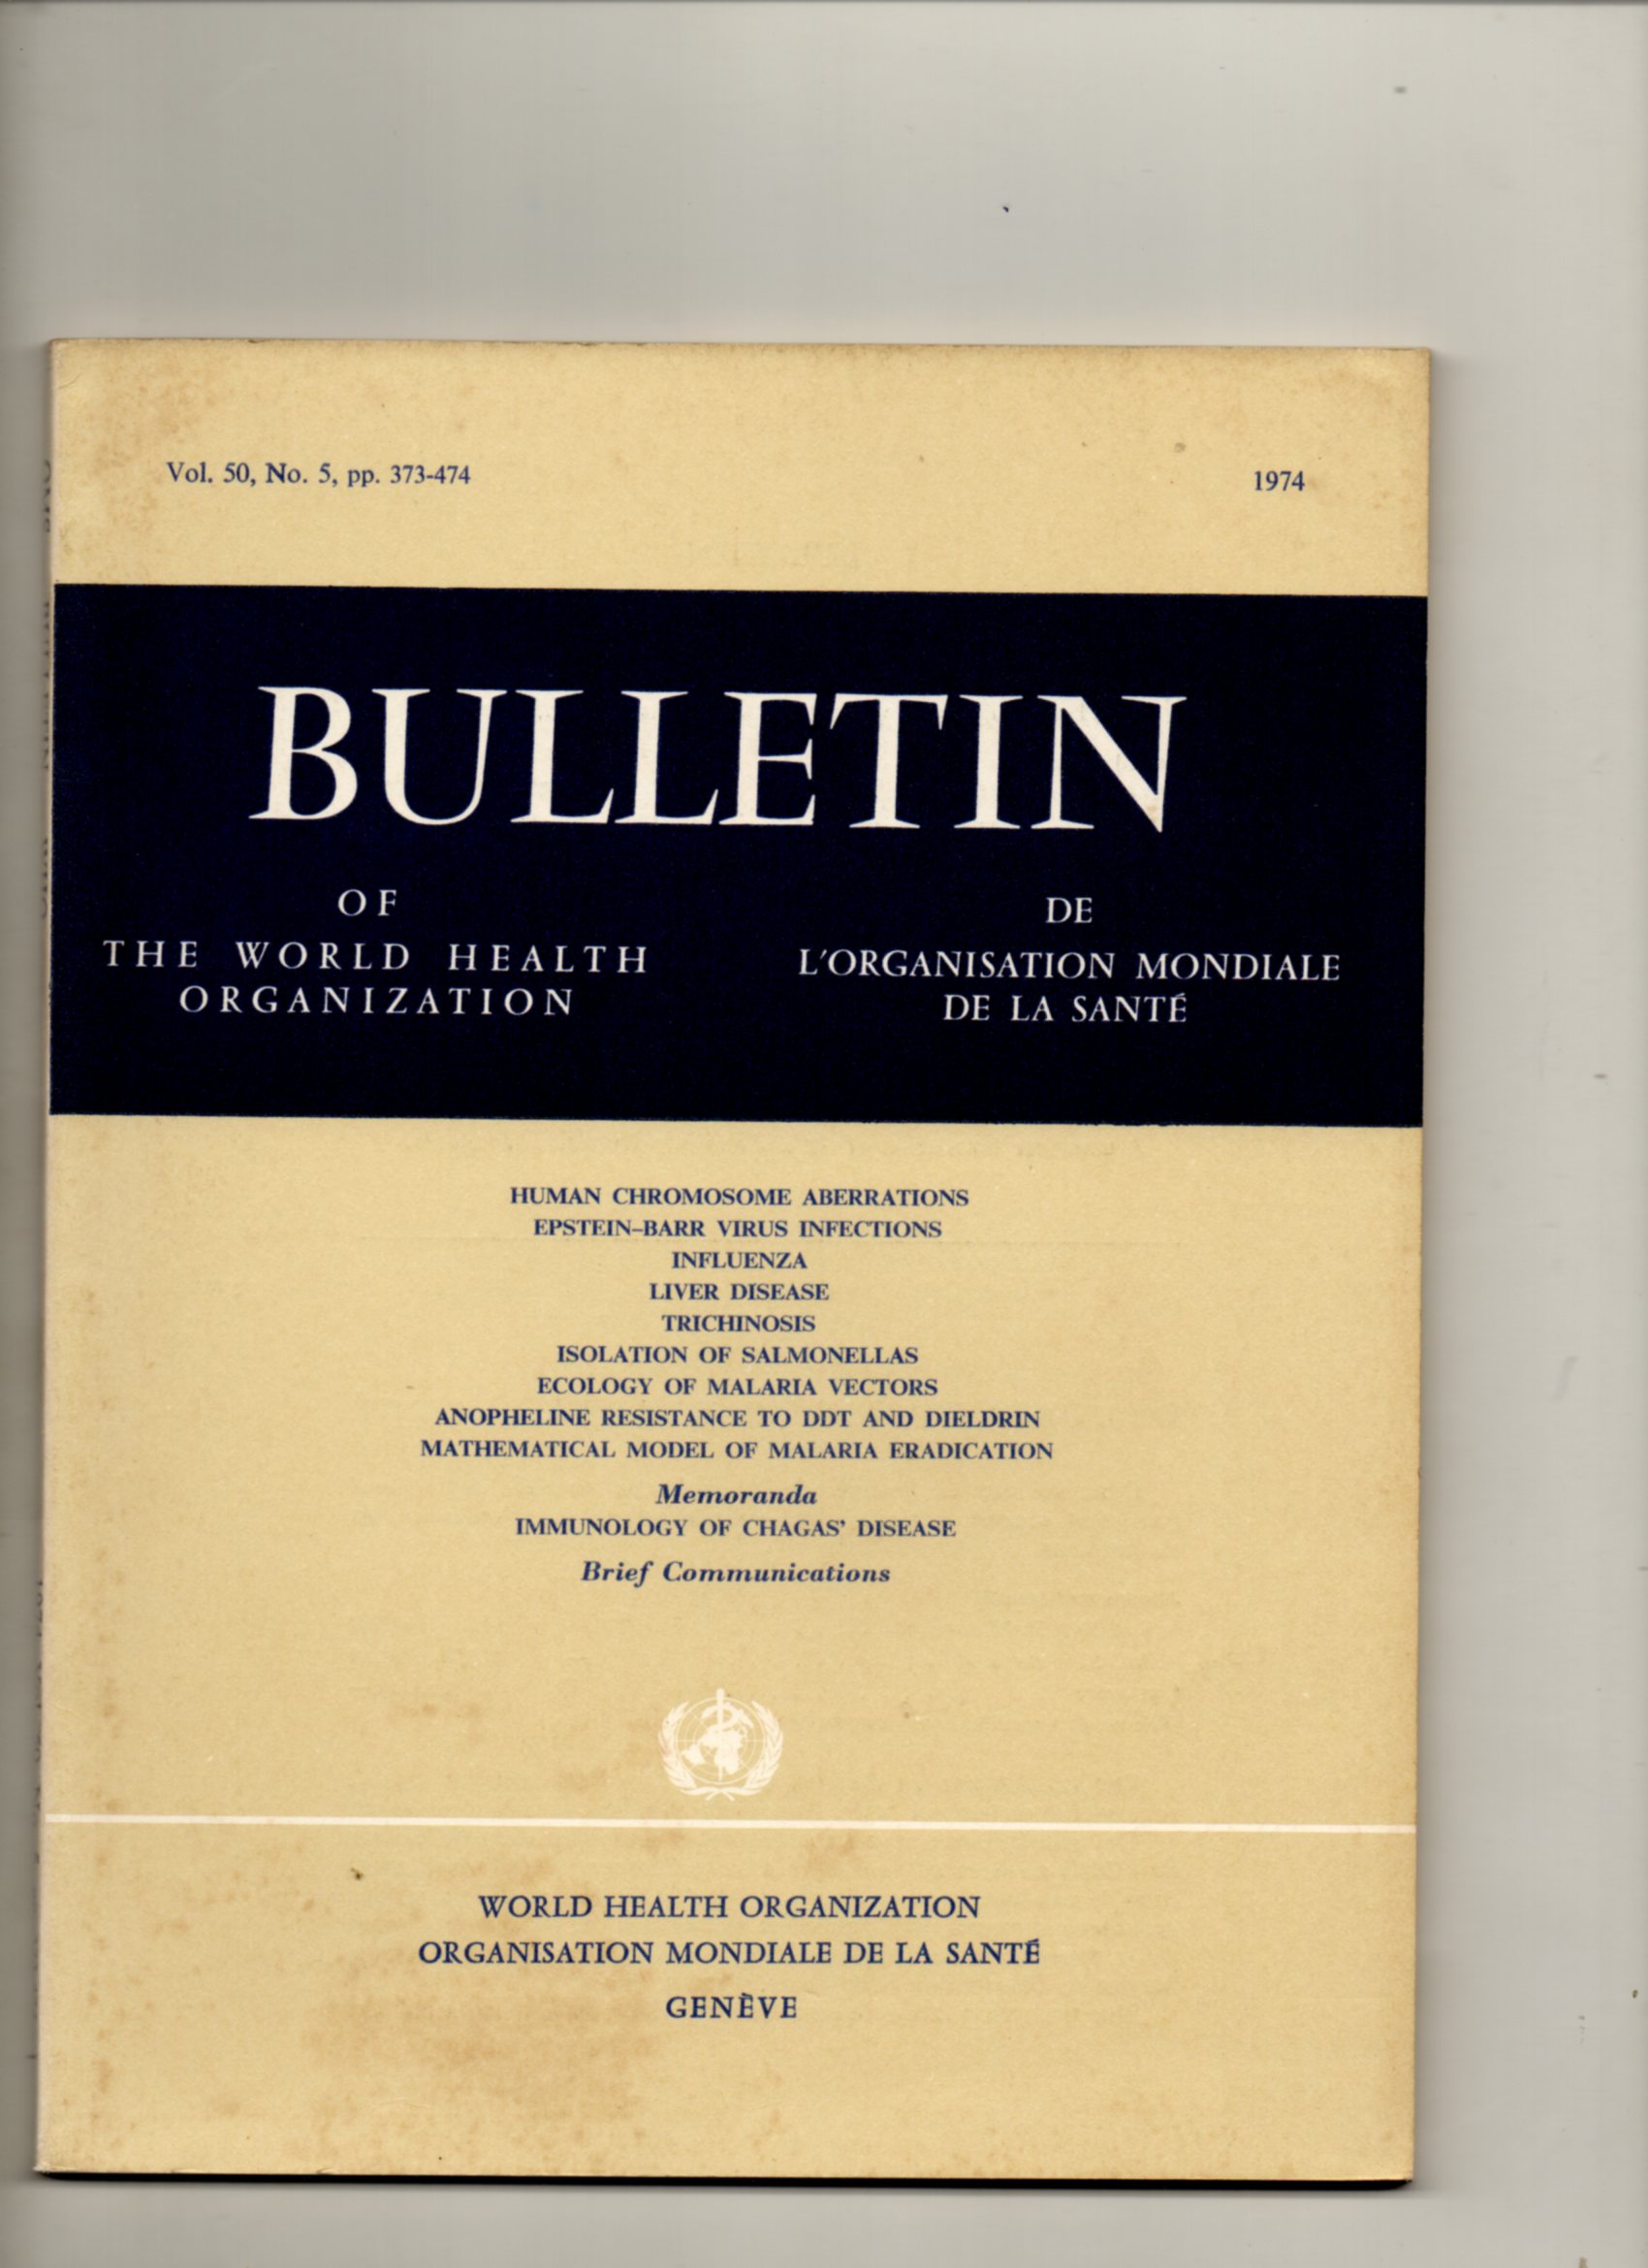 Vol. 50, No. 5, pp. 373-474
1974
BULLETIN
OF
THE WORLD HEALTH
ORGANIZATION
DE
L'ORGANISATION MONDIALE
DE LA SANTÉ
HUMAN CHROMOSOME ABERRATIONS
EPSTEIN–BARR VIRUS INFECTIONS
INFLUENZA
LIVER DISEASE
TRICHINOSIS
ISOLATION OF SALMONELLAS
ECOLOGY OF MALARIA VECTORS
ANOPHELINE RESISTANCE TO DDT AND DIELDRIN
MATHEMATICAL MODEL OF MALARIA ERADICATION
Memoranda
IMMUNOLOGY OF CHAGAS' DISEASE
Brief Communications
WORLD HEALTH ORGANIZATION
ORGANISATION MONDIALE DE LA SANTÉ
GENÈVE